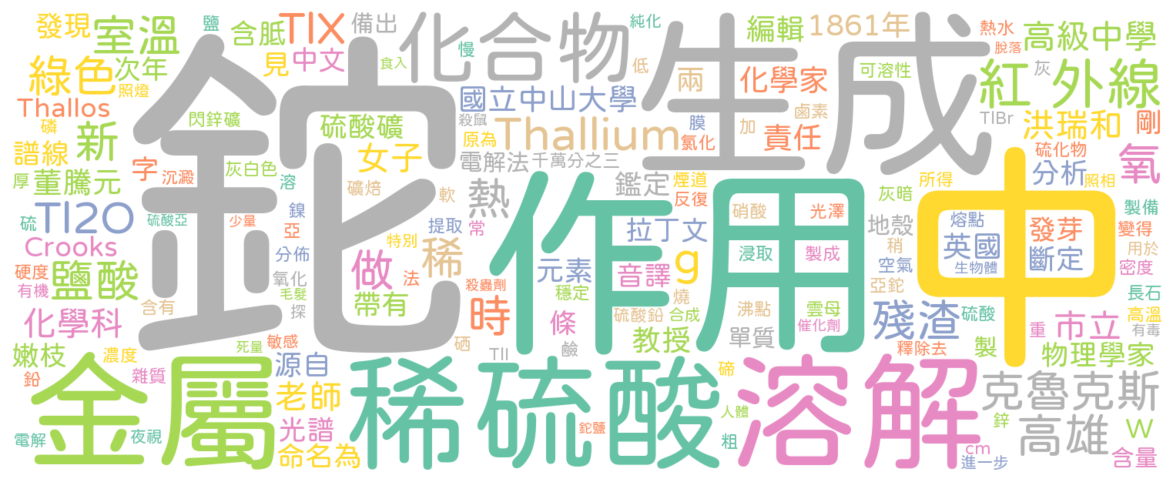 鉈
生成
作用
中
金屬
稀硫酸
溶解
化合物
發現
室溫
鹽
含胝
TlX
備出
慢
純化
低
編輯
1861年
熱水
脫落
高級中學
綠色
次年
照燈
見
中文
食入
國立中山大學
殺鼠
兩
化學家
可溶性
紅外線
灰
Thallos
磷
閃鋅礦
硫酸礦
原為
Thallium
膜
氫化
加
鹵素
責任
TlBr
洪瑞和
剛
硫化物
譜線
新
字
沉澱
灰白色
溶
女子
電解法
千萬分之三
厚
董騰元
礦焙
軟
熱
鑑定
煙道
反復
灰暗
所得
分析
照相
氧
硫
Tl2O
硫酸亞
少量
鎳
亞
提取
常
硝酸
光澤
地殼
稍
熔點
發芽
製備
變得
Crooks
分佈
特別
稀
拉丁文
浸取
製成
空氣
英國
生物體
斷定
用於
密度
硬度
有機
鹽酸
含有
氧化
毛髮
探
做
法
殺蟲劑
元素
穩定
音譯
g
燒
沸點
雲母
催化劑
亞鉈
長石
高溫
有毒
化學科
帶有
時
條
硫酸鉛
合成
單質
殘渣
硫酸
重
市立
嫩枝
濃度
死量
敏感
硒
TlI
鹼
教授
釋除去
製
物理學家
鉛
雜質
源自
老師
碲
克魯克斯
電解
夜視
光譜
命名為
鉈鹽
人體
粗
高雄
鋅
W
cm
進一步
含量